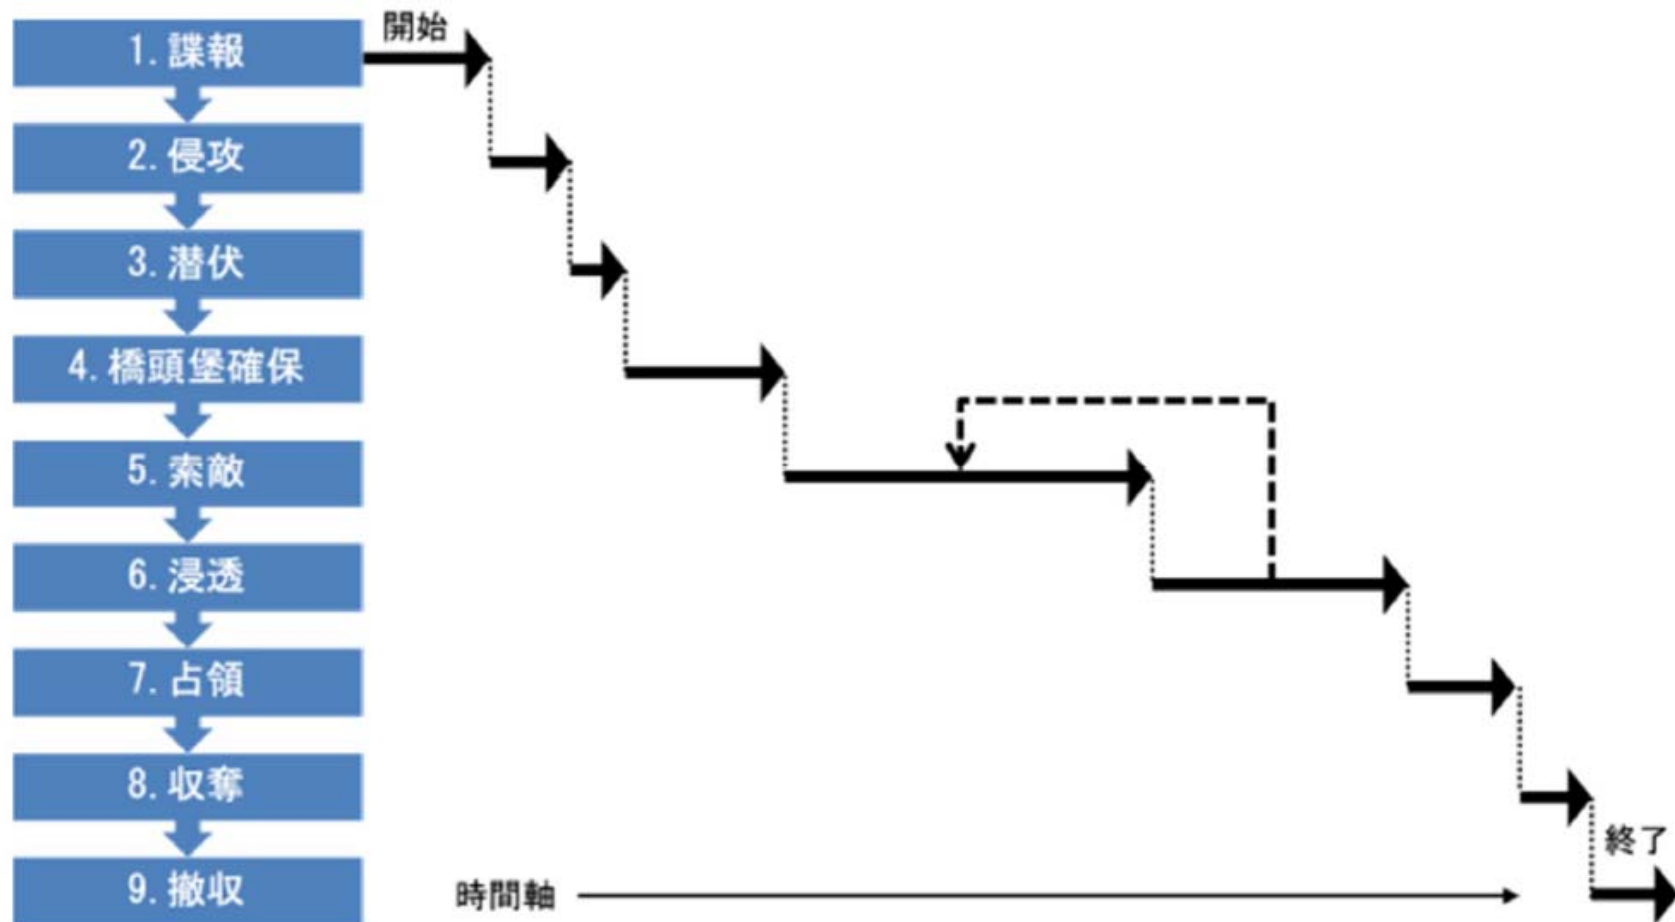 開始
1. 諜報
2. 侵攻
3. 潜伏
4. 橋頭堡確保
5. 索敵
6. 浸透
7. 占領
8. 収奪
終了
9. 撤収
時間軸